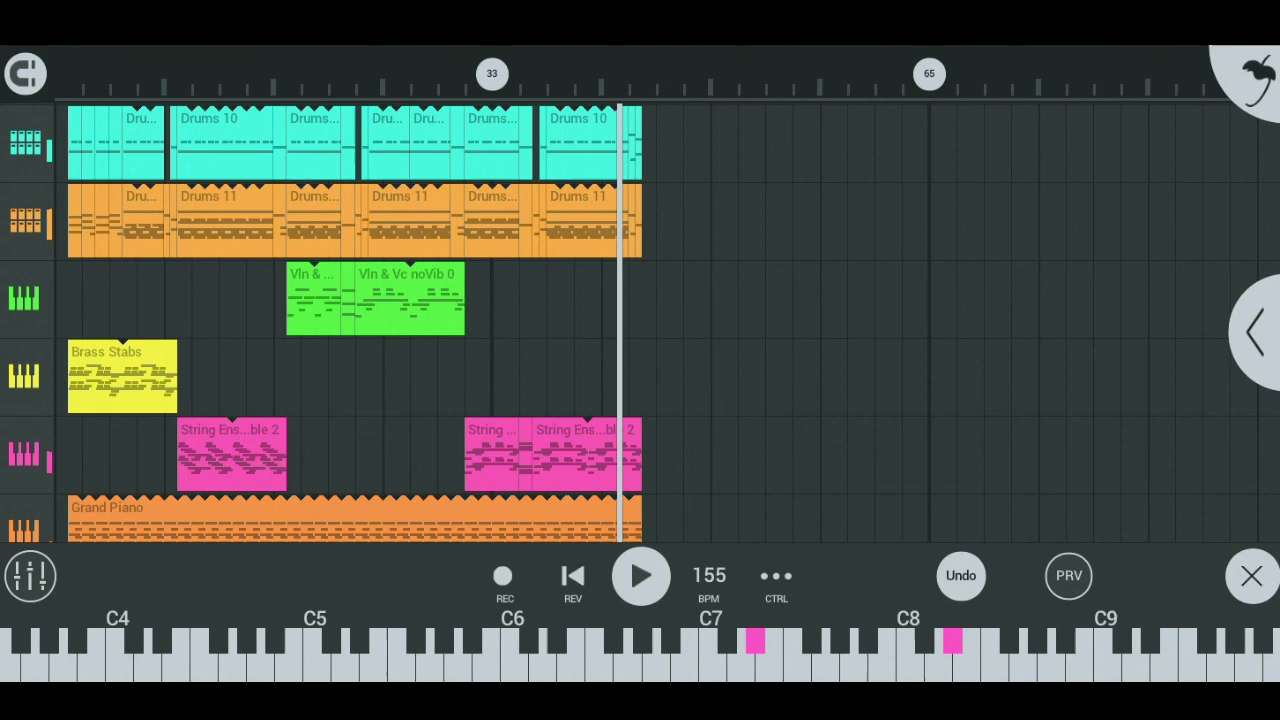 33
65
Dru...
Drums 10
Drums...
Dru...
Dru...
Drums...
Drums 10
Dru...
Drums 11
Drums...
Drums 11
Drums...
Drums 11
Vln & ...
Vln & Vc noVib 0
Brass Stabs
String Ens...ble 2
String ...
String Ens...ble 2
Grand Piano
REC
REV
155
BPM
CTRL
Undo
PRV
C4
C5
C6
C7
C8
C9